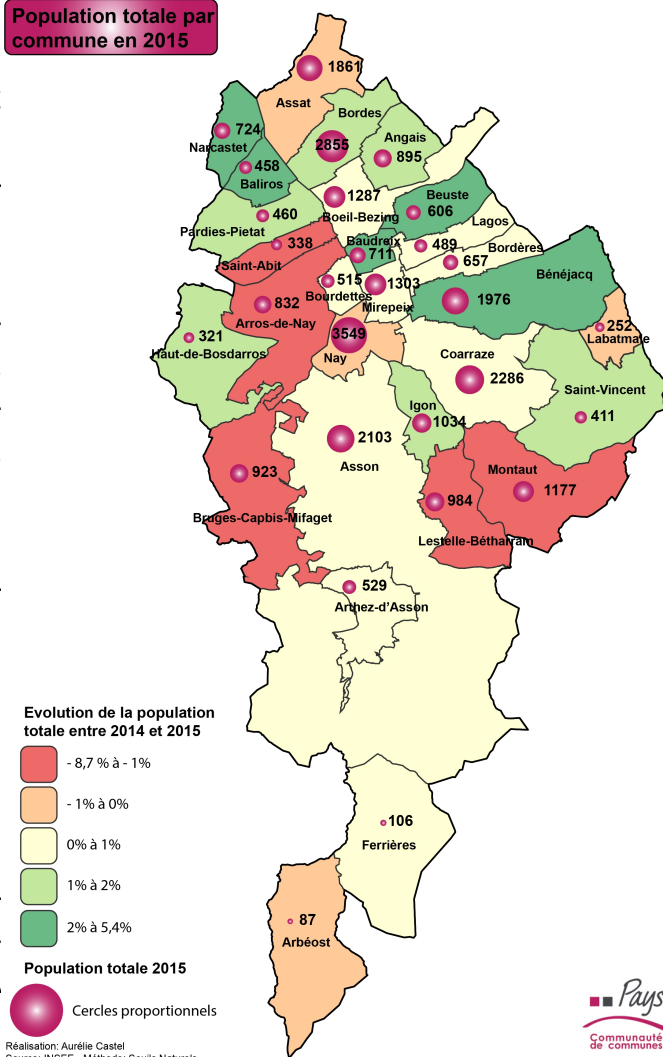 Population totale par
commune en 2015
1861
Assat
Bordes
2855
Angais
895
724
Narcastet
458
Baliros
1287
Boeil-Bezing
Beuste
606
460
Pardies-Pietat
Lagos
489
Baudreix
711
338
Saint-Abit
Bordères
657
Bénéjacq
1976
515
Bourdettes
1303
Mirepeix
832
Arros-de-Nay
252
Labatmale
321
Haut-de-Bosdarros
3549
Nay
Coarraze
2286
Saint-Vincent
411
Igon
1034
2103
Asson
923
Bruges-Capbis-Mifaget
Montaut
1177
984
Lestelle-Bétharram
529
Arthez-d'Asson
106
Ferrières
87
Arbéost
Evolution de la population
totale entre 2014 et 2015
- 8,7 % à - 1%
- 1% à 0%
0% à 1%
1% à 2%
2% à 5,4%
Population totale 2015
Cercles proportionnels
Réalisation: Aurélie Castel
Pays
Communauté
de communes